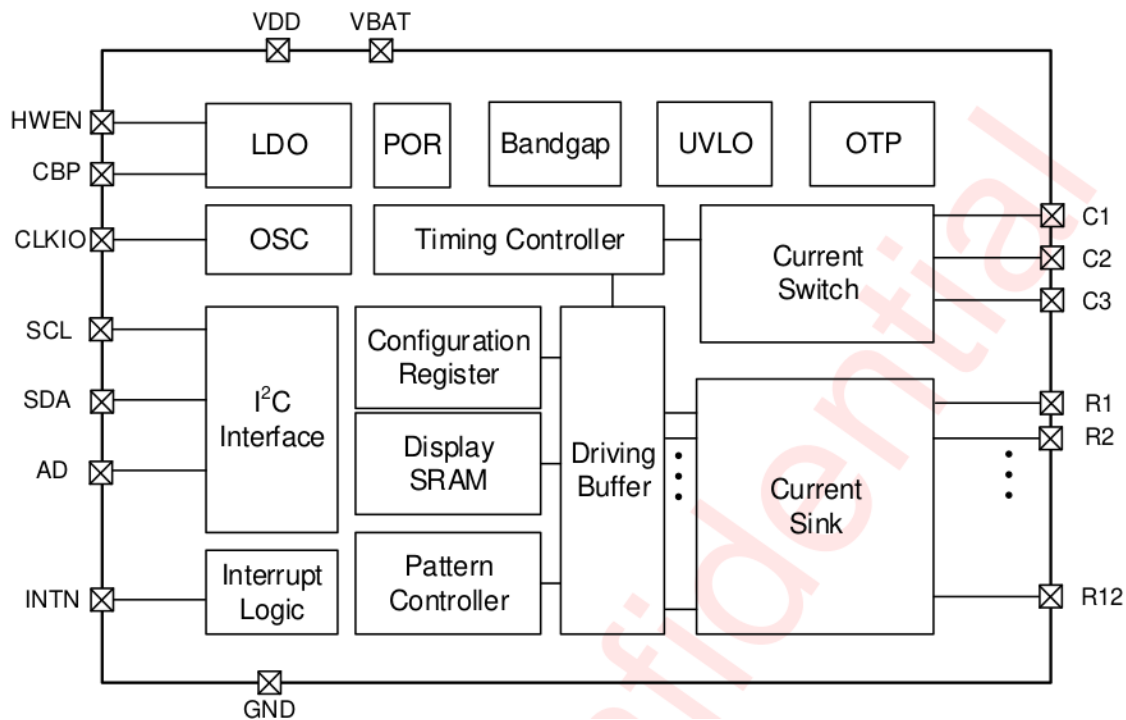 VDD
VBAT
HWEN
CBP
CLKIO
SCL
SDA
AD
INTN
LDO
POR
Bandgap
UVLO
OTP
OSC
Timing Controller
Current
Switch
C1
C2
C3
I²C
Interface
Configuration
Register
Display
SRAM
Pattern
Controller
Driving
Buffer
Current
Sink
R1
R2
R12
Interrupt
Logic
GND